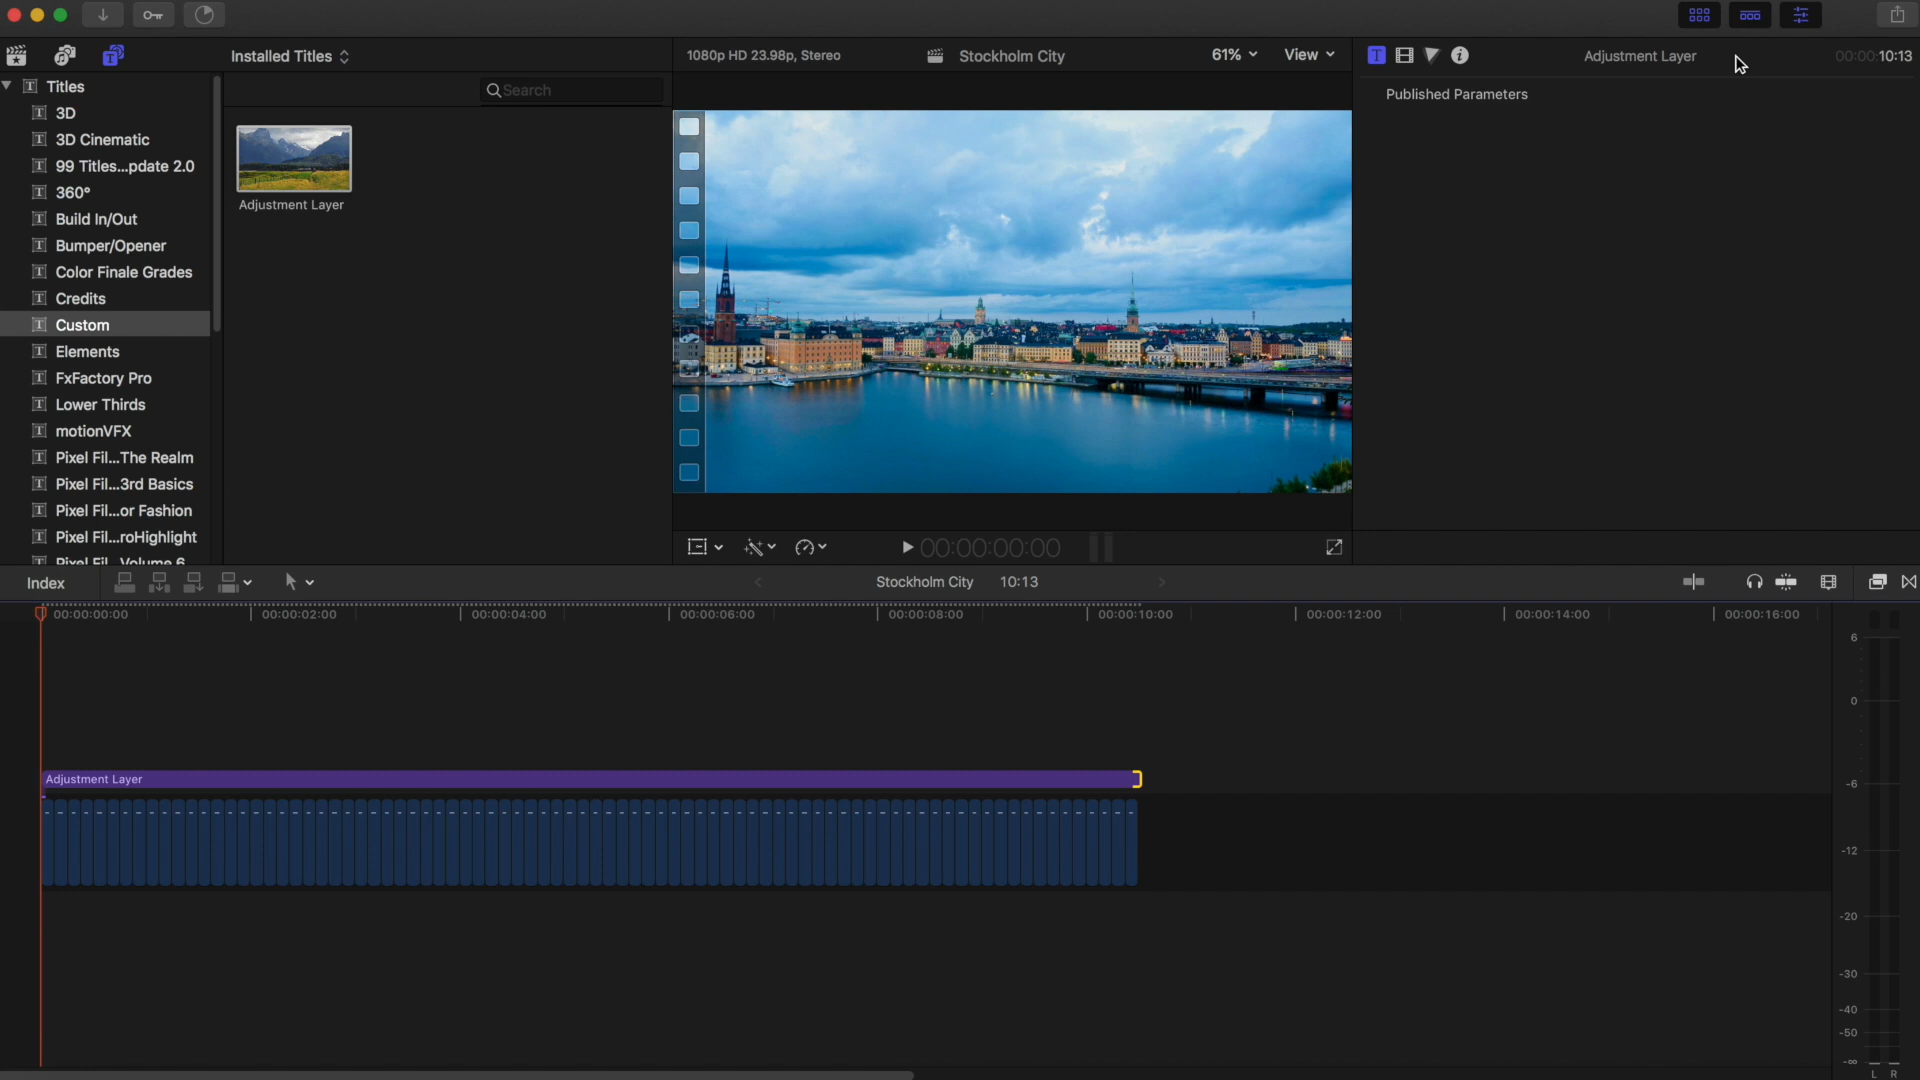 Installed Titles
1080p HD 23.98p, Stereo
Stockholm City
61%
View
Adjustment Layer
00:00:10:13
Titles
Search
Published Parameters
3D
3D Cinematic
99 Titles...pdate 2.0
360°
Build In/Out
Bumper/Opener
Color Finale Grades
Credits
Custom
Elements
FxFactory Pro
Lower Thirds
motionVFX
Pixel Fil...The Realm
Pixel Fil...3rd Basics
Pixel Fil...or Fashion
Pixel Fil...roHighlight
Pixel Fil...Volume 6
Adjustment Layer
00:00:00:00
Index
Stockholm City
10:13
00:00:00:00
00:00:02:00
00:00:04:00
00:00:06:00
00:00:08:00
00:00:10:00
00:00:12:00
00:00:14:00
00:00:16:00
Adjustment Layer
6
0
-6
-12
-20
-30
-40
-50
-∞
L R